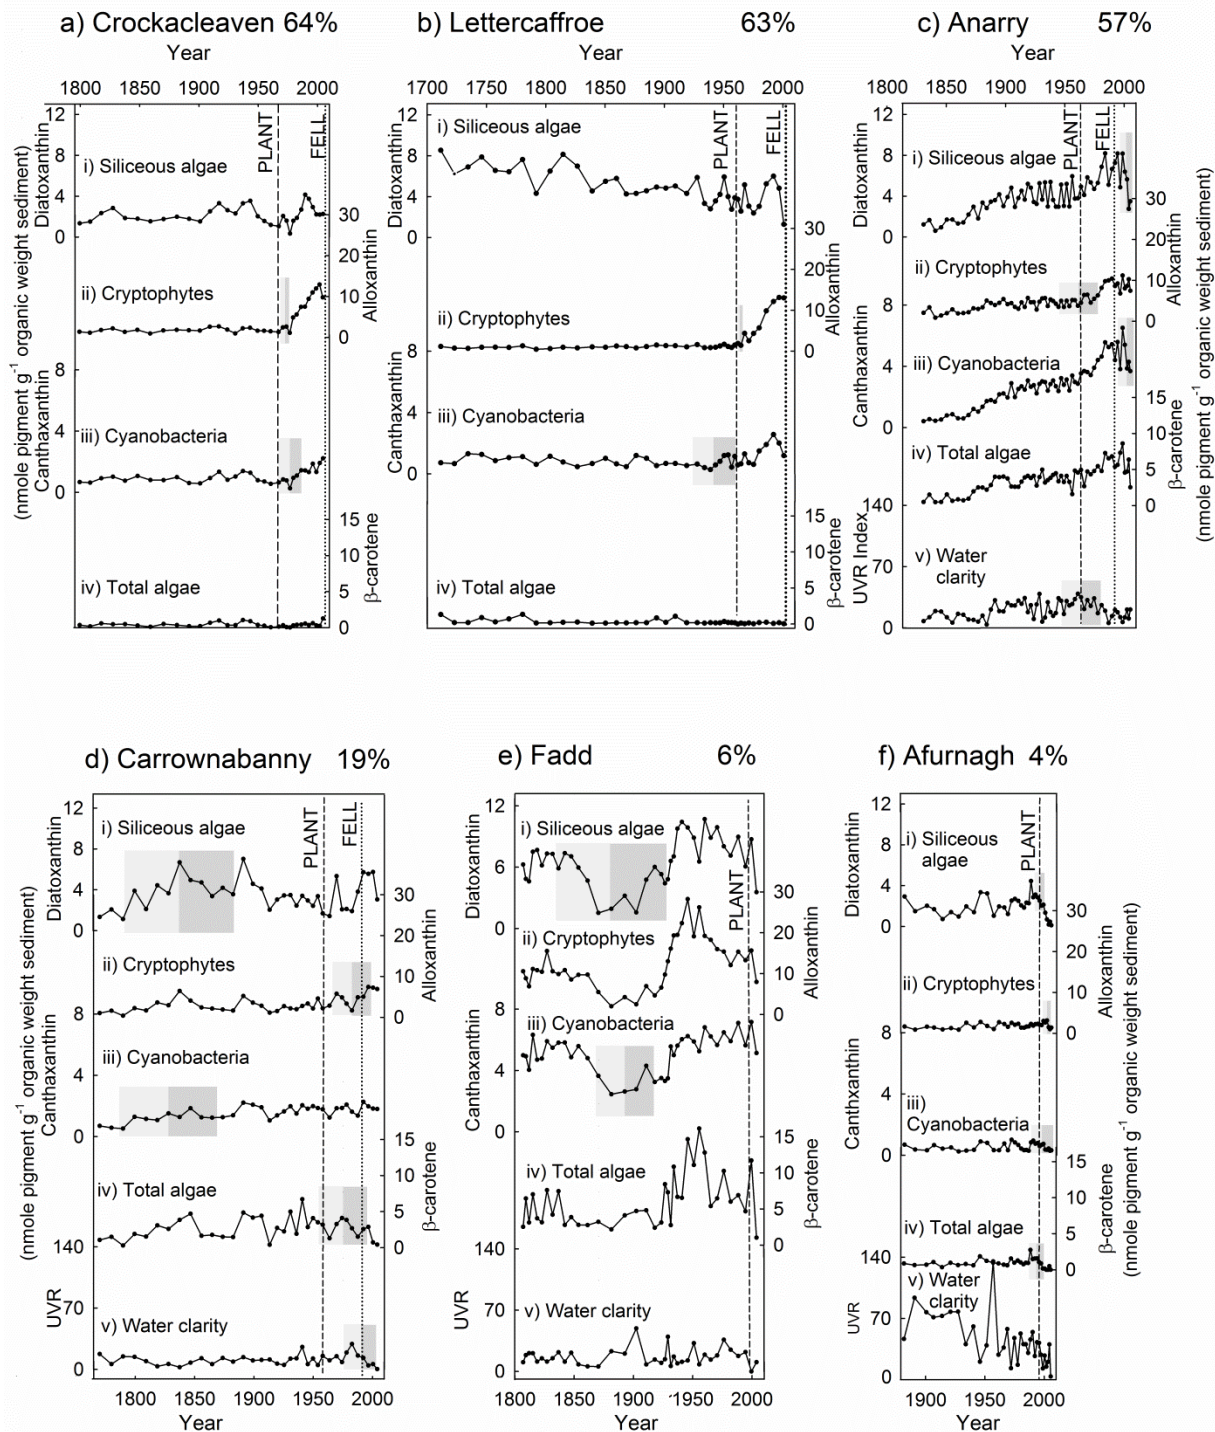 a) Crockacleaven 64%
Year
1800 1850 1900 1950 2000
PLANT
FELL
12
8
4
0
Diatoxanthin
i) Siliceous algae
30
20
10
0
Alloxanthin
ii) Cryptophytes
8
4
0
Canthaxanthin
(nmole pigment g-1 organic weight sediment)
iii) Cyanobacteria
15
10
5
0
β-carotene
iv) Total algae
b) Lettercaffroe 63%
Year
1700 1750 1800 1850 1900 1950 2000
PLANT
FELL
12
8
4
0
Diatoxanthin
i) Siliceous algae
30
20
10
0
Alloxanthin
ii) Cryptophytes
8
4
0
Canthaxanthin
iii) Cyanobacteria
15
10
5
0
β-carotene
iv) Total algae
c) Anarry 57%
Year
1800 1850 1900 1950 2000
PLANT
FELL
12
8
4
0
Diatoxanthin
i) Siliceous algae
30
20
10
0
Alloxanthin
ii) Cryptophytes
8
4
0
Canthaxanthin
iii) Cyanobacteria
15
10
5
0
β-carotene
(nmole pigment g-1 organic weight sediment)
iv) Total algae
140
70
0
UVR Index
v) Water
clarity
d) Carrownabanny 19%
PLANT
FELL
12
8
4
0
Diatoxanthin
i) Siliceous algae
30
20
10
0
Alloxanthin
ii) Cryptophytes
8
4
0
Canthaxanthin
(nmole pigment g-1 organic weight sediment)
iii) Cyanobacteria
15
10
5
0
β-carotene
iv) Total algae
140
70
0
UVR
v) Water clarity
1800 1850 1900 1950 2000
Year
e) Fadd 6%
PLANT
12
6
0
Diatoxanthin
i) Siliceous algae
30
20
10
0
Alloxanthin
ii) Cryptophytes
8
4
0
Canthaxanthin
iii) Cyanobacteria
15
10
5
0
β-carotene
iv) Total algae
140
70
0
UVR
v) Water clarity
1800 1850 1900 1950 2000
Year
f) Afurnagh 4%
PLANT
12
8
4
0
Diatoxanthin
i) Siliceous
algae
30
20
10
0
Alloxanthin
ii) Cryptophytes
8
4
0
Canthxanthin
iii)
Cyanobacteria
15
10
5
0
β-carotene
(nmole pigment g-1 organic weight sediment)
iv) Total algae
140
70
0
UVR
v) Water
clarity
1900 1950 2000
Year